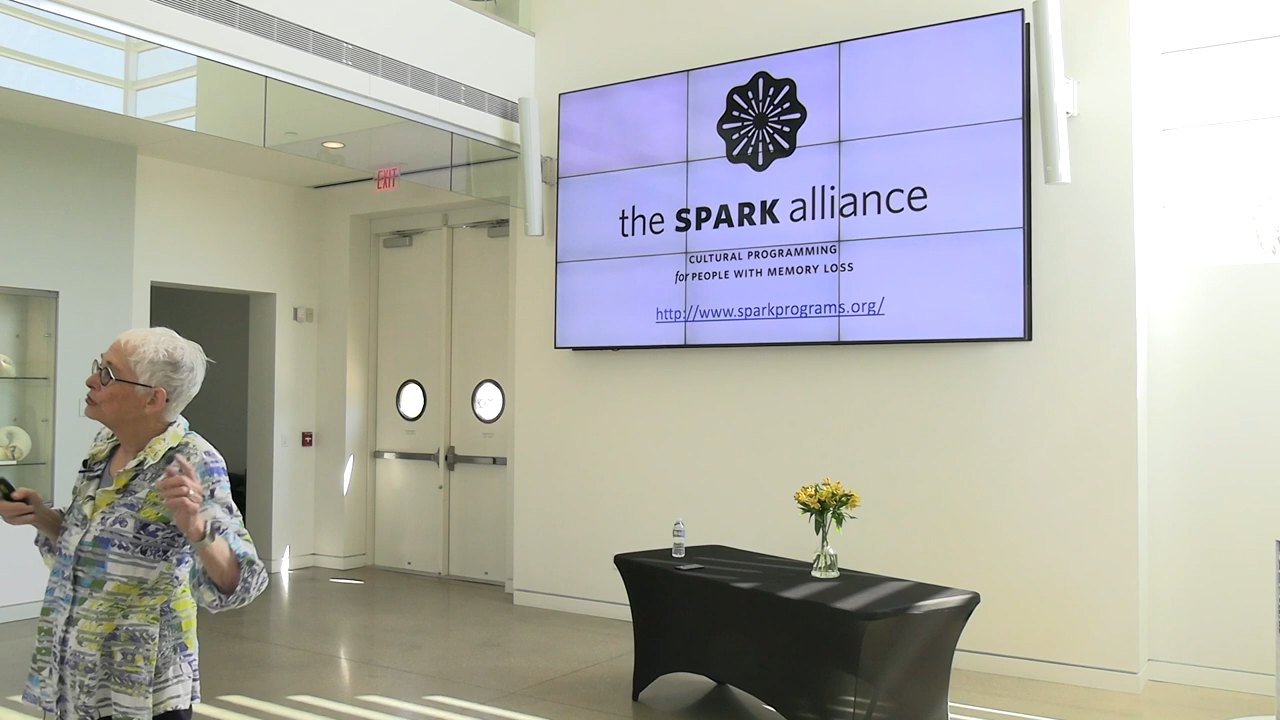 EXIT
the SPARK alliance
CULTURAL PROGRAMMING
for PEOPLE WITH MEMORY LOSS
http://www.sparkprograms.org/